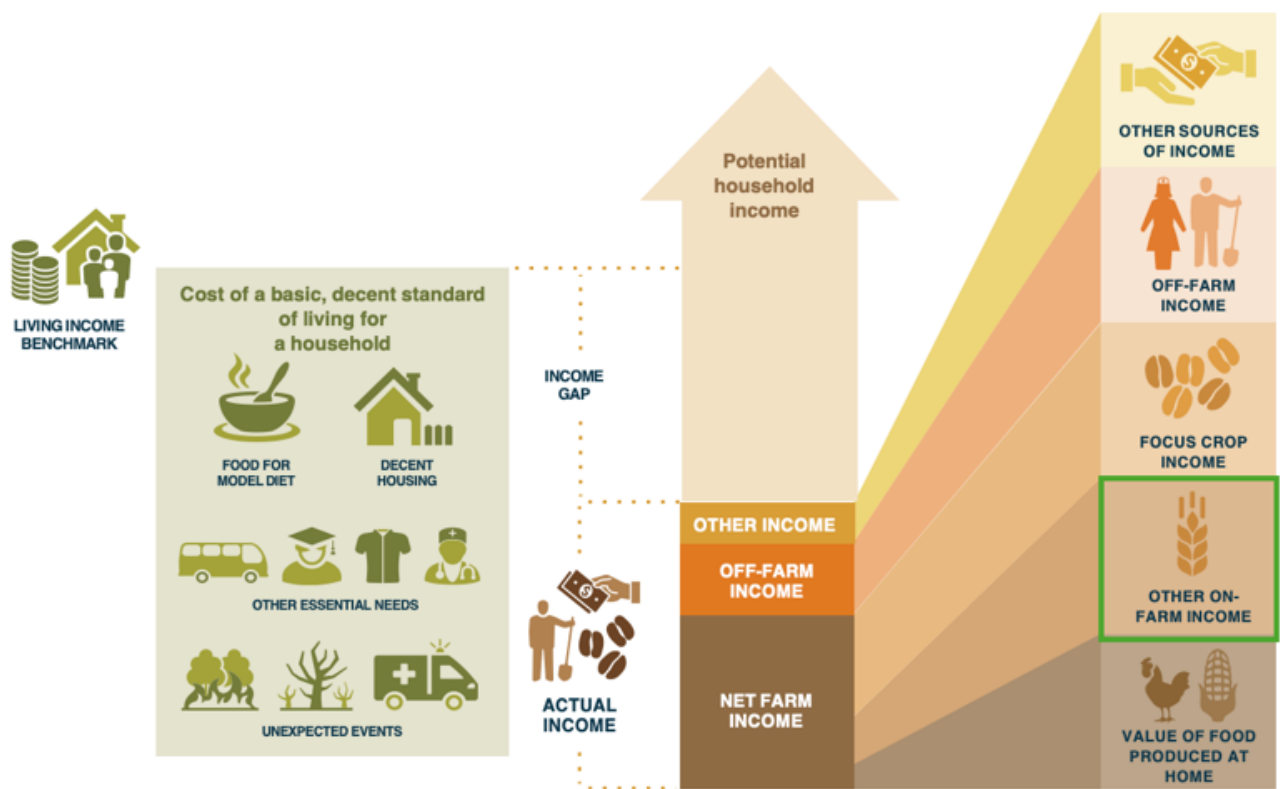 LIVING INCOME
BENCHMARK
Cost of a basic, decent standard
of living for
a household
FOOD FOR
MODEL DIET
DECENT
HOUSING
OTHER ESSENTIAL NEEDS
UNEXPECTED EVENTS
INCOME
GAP
ACTUAL
INCOME
Potential
household
income
OTHER INCOME
OFF-FARM
INCOME
NET FARM
INCOME
$
OTHER SOURCES
OF INCOME
OFF-FARM
INCOME
FOCUS CROP
INCOME
OTHER ON-
FARM INCOME
VALUE OF FOOD
PRODUCED AT
HOME